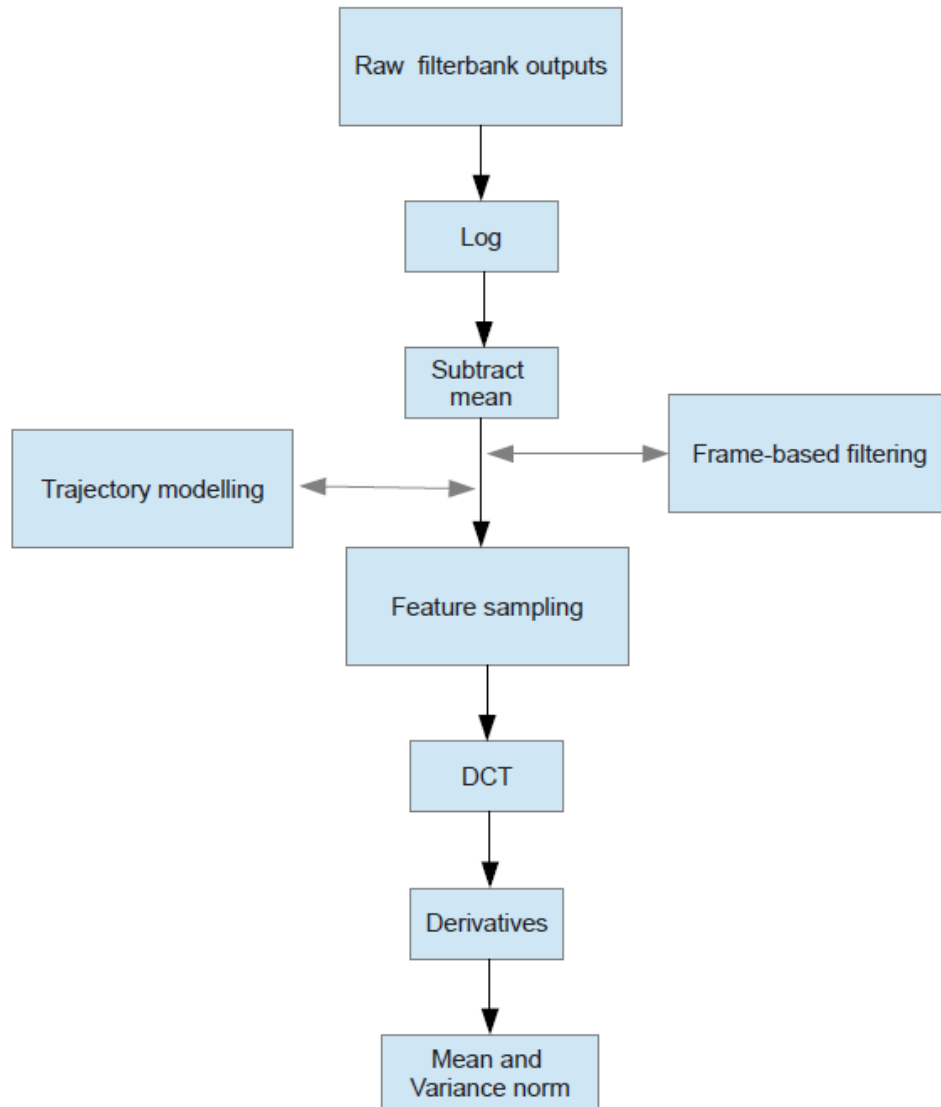 Raw filterbank outputs
Log
Subtract
mean
Frame-based filtering
Trajectory modelling
Feature sampling
DCT
Derivatives
Mean and
Variance norm